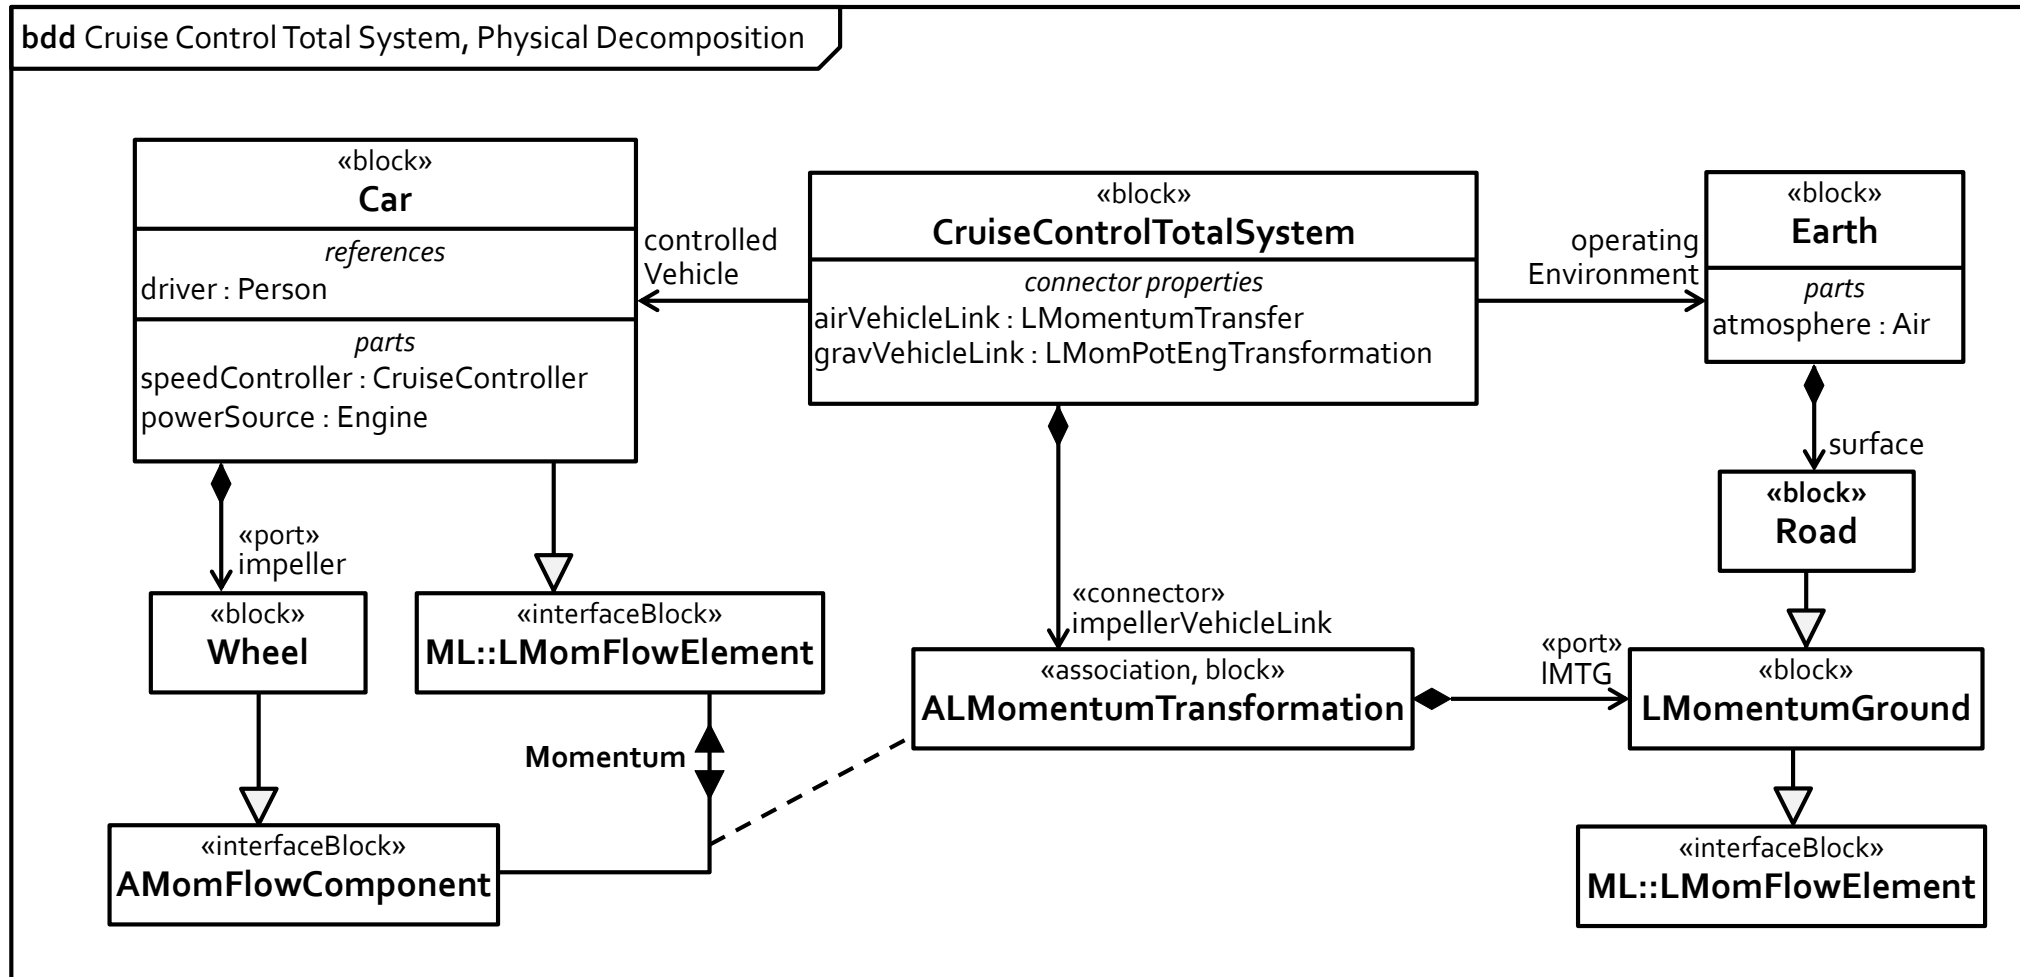 bdd Cruise Control Total System, Physical Decomposition
«block»
Car
references
driver : Person
parts
speedController : CruiseController
powerSource : Engine
controlled
Vehicle
«block»
CruiseControlTotalSystem
connector properties
airVehicleLink : LMomentumTransfer
gravVehicleLink : LMomPotEngTransformation
operating
Environment
«block»
Earth
parts
atmosphere : Air
surface
«block»
Road
«port»
impeller
«block»
Wheel
«interfaceBlock»
ML::LMomFlowElement
«connector»
impellerVehicleLink
«association, block»
ALMomentumTransformation
«port»
lMTG
«block»
LMomentumGround
Momentum
«interfaceBlock»
AMomFlowComponent
«interfaceBlock»
ML::LMomFlowElement